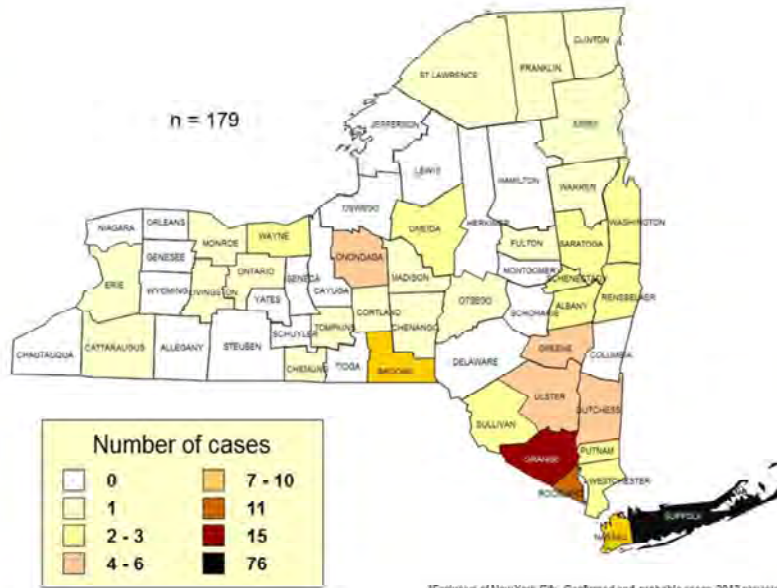 CLINTON
FRANKLIN
ST LAWRENCE
n = 179
JEFFERSON
ESSEX
LEWIS
HAMILTON
WARREN
OSWEGO
HERKIMER
WASHINGTON
NIAGARA
ORLEANS
MONROE
WAYNE
ONEIDA
FULTON
SARATOGA
GENESEE
ONONDAGA
MONTGOMERY
ONTARIO
SENECA
MADISON
SCHENECTADY
ERIE
WYOMING
LIVINGSTON
YATES
CAYUGA
OTSEGO
ALBANY
RENSSELAER
CORTLAND
SCHOHARIE
SCHUYLER
TOMPKINS
CHENANGO
CHAUTAUQUA
CATTARAUGUS
ALLEGANY
STEUBEN
CHEMUNG
TIOGA
BROOME
DELAWARE
GREENE
COLUMBIA
ULSTER
DUTCHESS
SULLIVAN
ORANGE
PUTNAM
ROCKLAND
WESTCHESTER
NASSAU
SUFFOLK
Number of cases
0 7 - 10
1 11
2 - 3 15
4 - 6 76